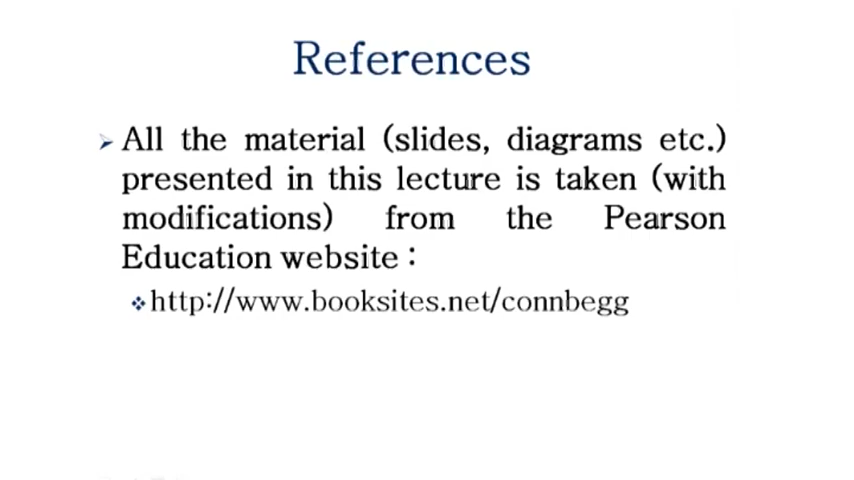 References
All the material (slides, diagrams etc.)
presented in this lecture is taken (with
modifications) from the Pearson
Education website :
http://www.booksites.net/connbegg